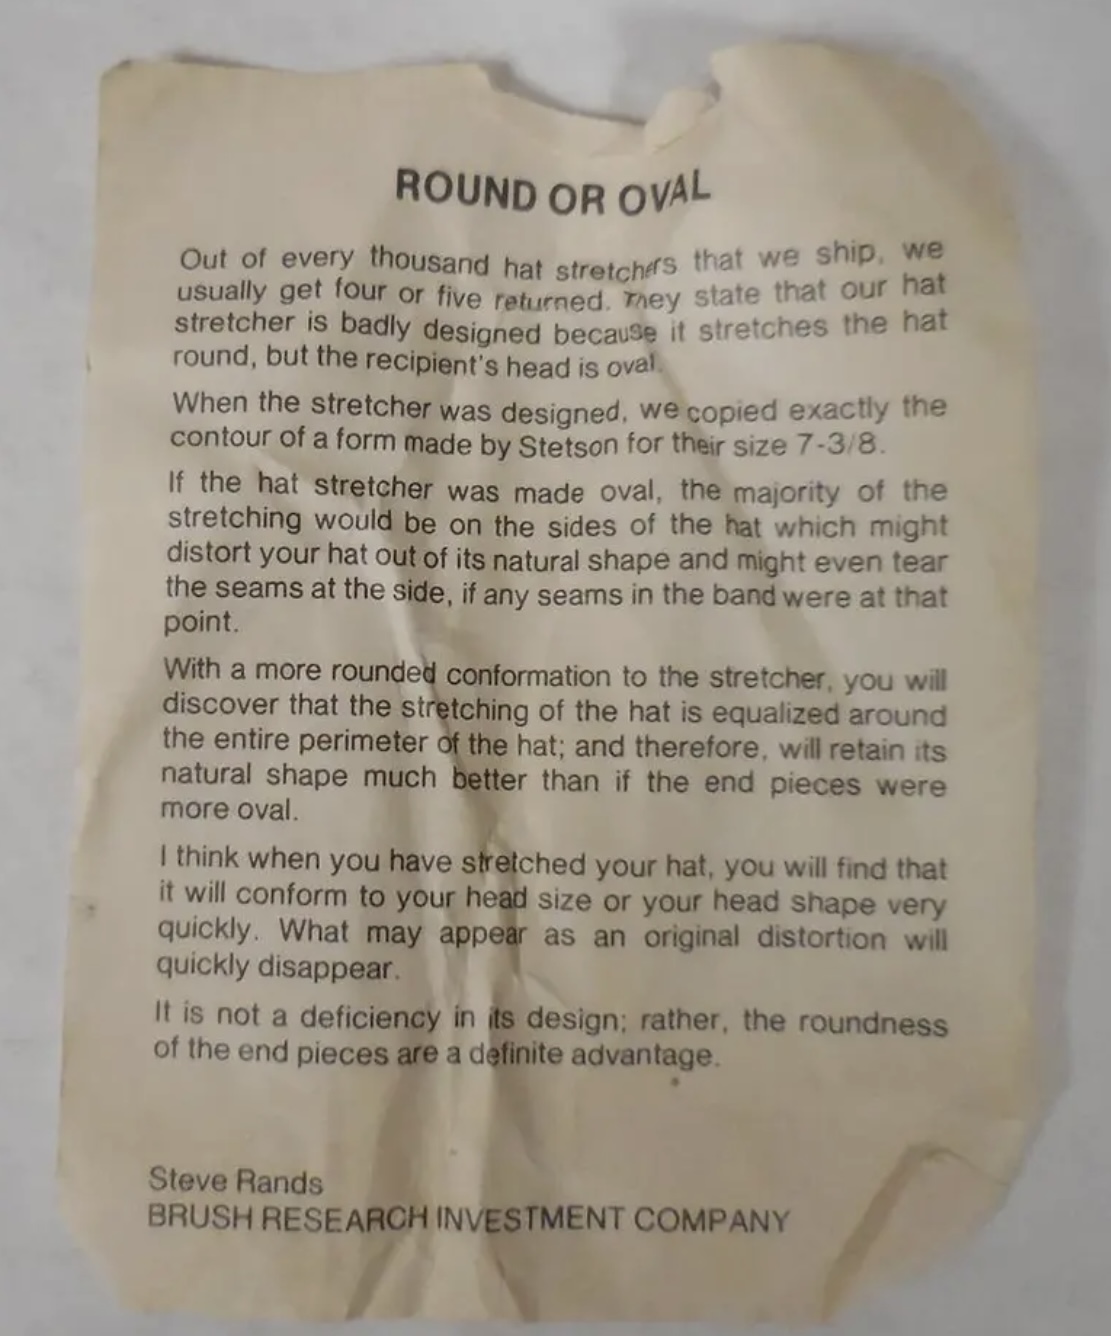 ROUND OR OVAL
Out of every thousand hat stretchers that we ship, we
usually get four or five returned. They state that our hat
stretcher is badly designed because it stretches the hat
round, but the recipient's head is oval.
When the stretcher was designed, we copied exactly the
contour of a form made by Stetson for their size 7-3/8.
If the hat stretcher was made oval, the majority of the
stretching would be on the sides of the hat which might
distort your hat out of its natural shape and might even tear
the seams at the side, if any seams in the band were at that
point.
With a more rounded conformation to the stretcher, you will
discover that the stretching of the hat is equalized around
the entire perimeter of the hat; and therefore, will retain its
natural shape much better than if the end pieces were
more oval.
I think when you have stretched your hat, you will find that
it will conform to your head size or your head shape very
quickly. What may appear as an original distortion will
quickly disappear.
It is not a deficiency in its design; rather, the roundness
of the end pieces are a definite advantage.
Steve Rands
BRUSH RESEARCH INVESTMENT COMPANY